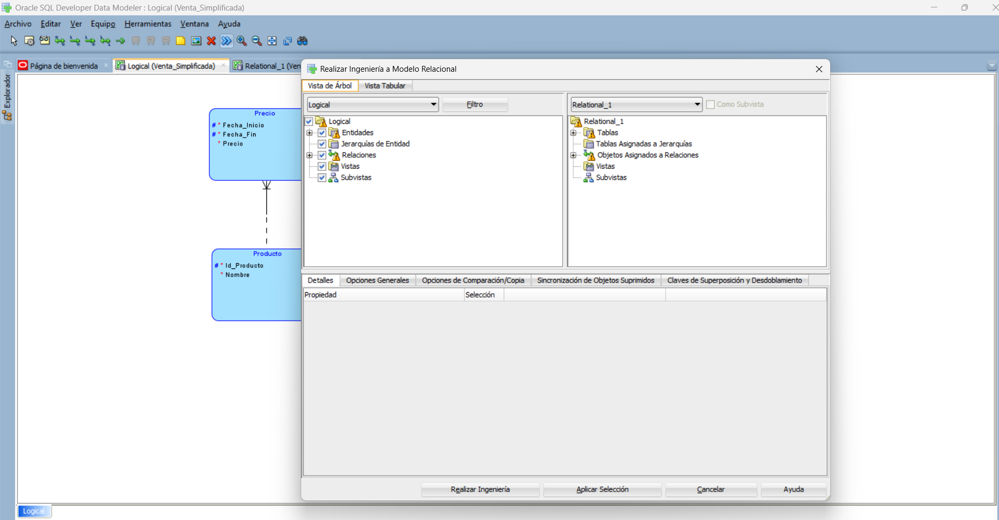 Oracle SQL Developer Data Modeler : Logical (Venta_Simplificada)
Archivo Editar Ver Equipo Herramientas Ventana Ayuda
Página de bienvenida
Logical (Venta_Simplificada)
Relational_1 (Ven
Explorador
Precio
# * Fecha_Inicio
# * Fecha_Fin
* Precio
Producto
# * Id_Producto
* Nombre
Realizar Ingeniería a Modelo Relacional
Vista de Árbol Vista Tabular
Logical
Filtro
Logical
Entidades
Jerarquías de Entidad
Relaciones
Vistas
Subvistas
Relational_1
Como Subvista
Relational_1
Tablas
Tablas Asignadas a Jerarquías
Objetos Asignados a Relaciones
Vistas
Subvistas
Detalles Opciones Generales Opciones de Comparación/Copia Sincronización de Objetos Suprimidos Claves de Superposición y Desdoblamiento
Propiedad Selección
Realizar Ingeniería Aplicar Selección Cancelar Ayuda
Logical